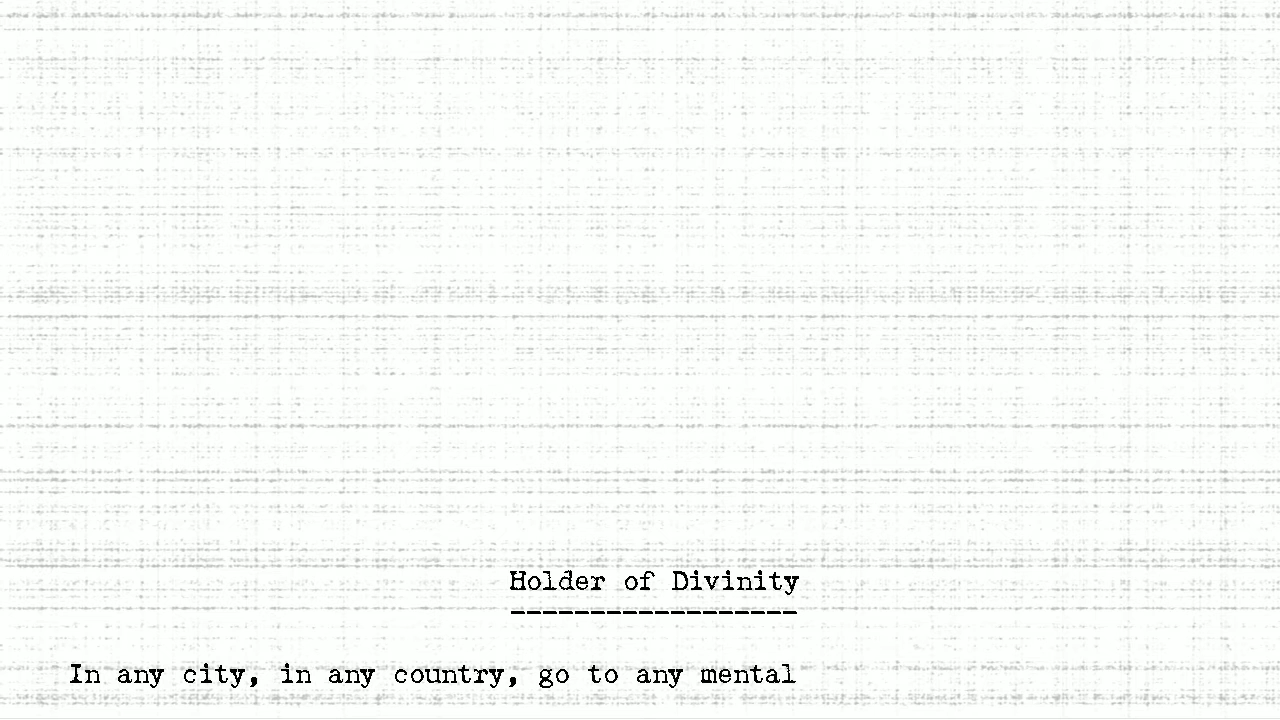 Holder of Divinity
------------------
In any city, in any country, go to any mental